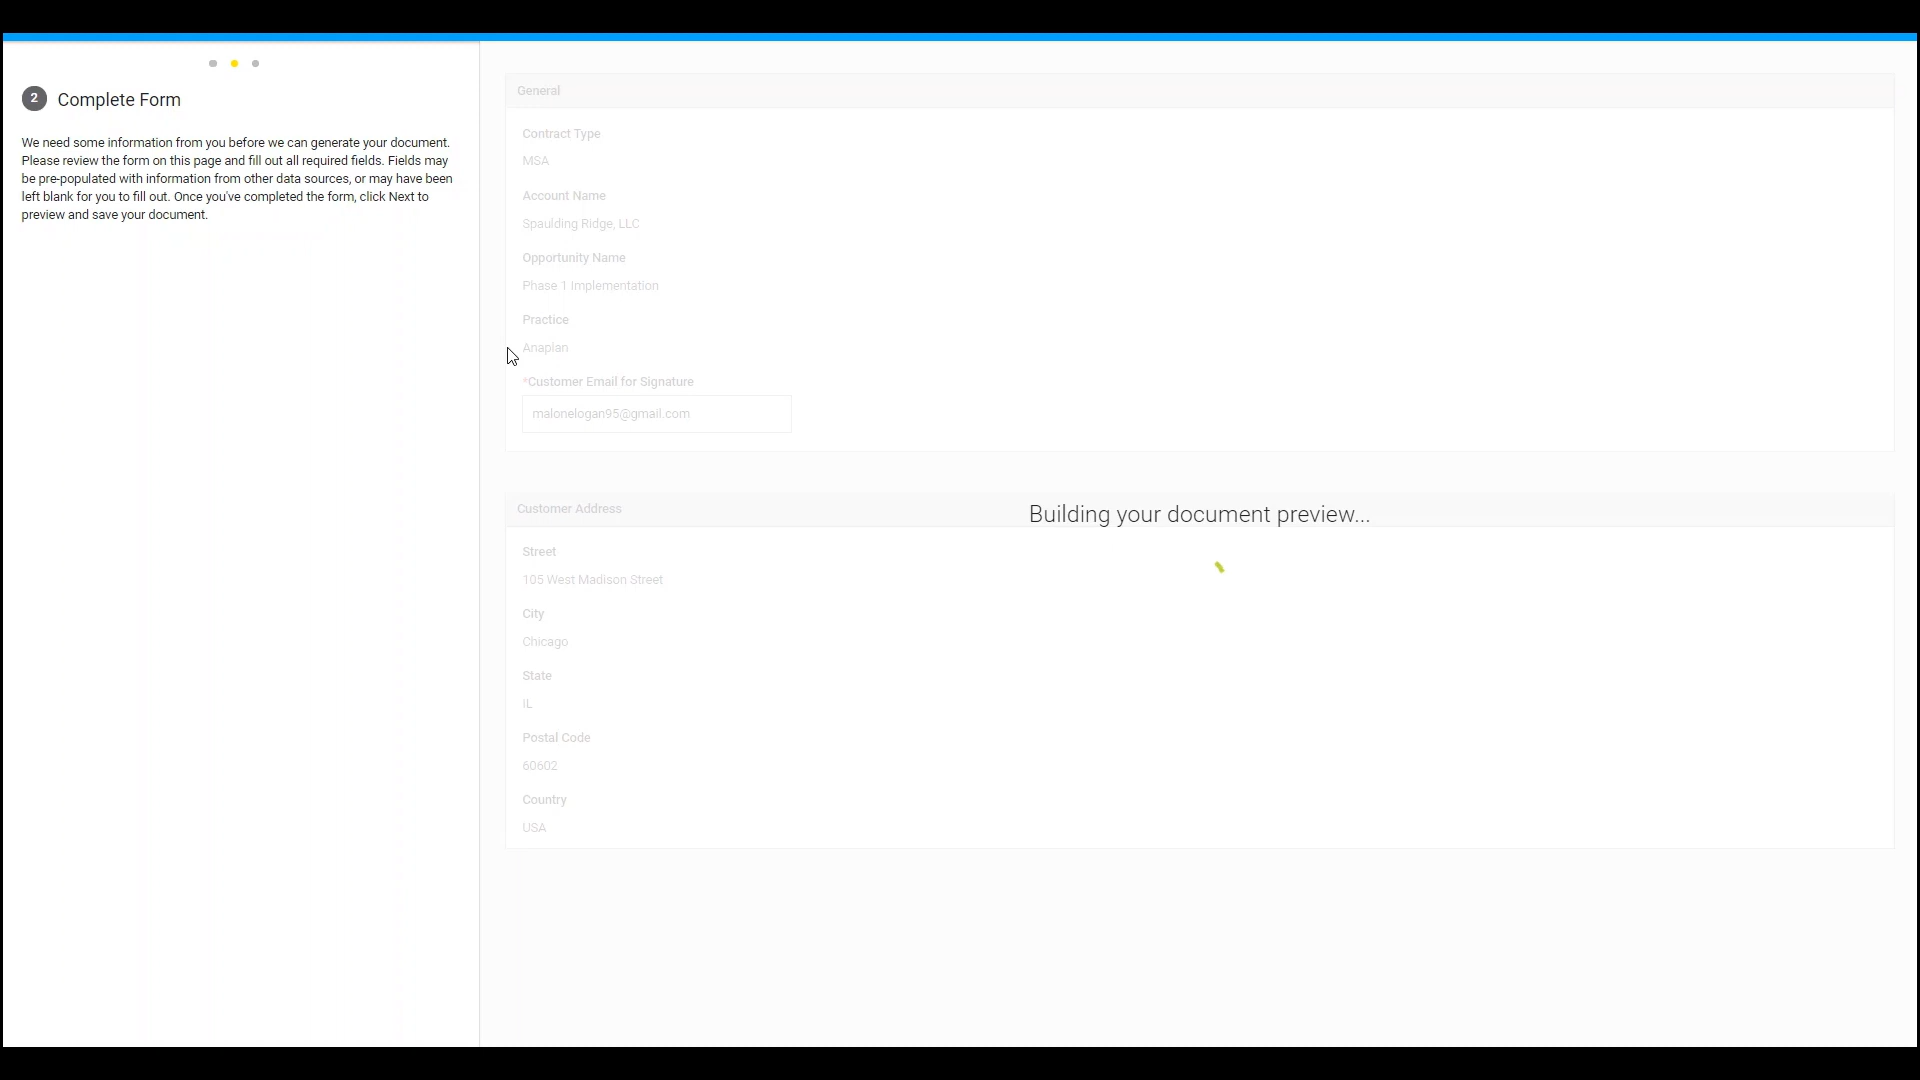 2 Complete Form
We need some information from you before we can generate your document.
Please review the form on this page and fill out all required fields. Fields may
be pre-populated with information from other data sources, or may have been
left blank for you to fill out. Once you've completed the form, click Next to
preview and save your document.
General
Contract Type
MSA
Account Name
Spaulding Ridge, LLC
Opportunity Name
Phase 1 Implementation
Practice
Anaplan
*Customer Email for Signature
malonelogan95@gmail.com
Customer Address
Building your document preview...
Street
105 West Madison Street
City
Chicago
State
IL
Postal Code
60602
Country
USA